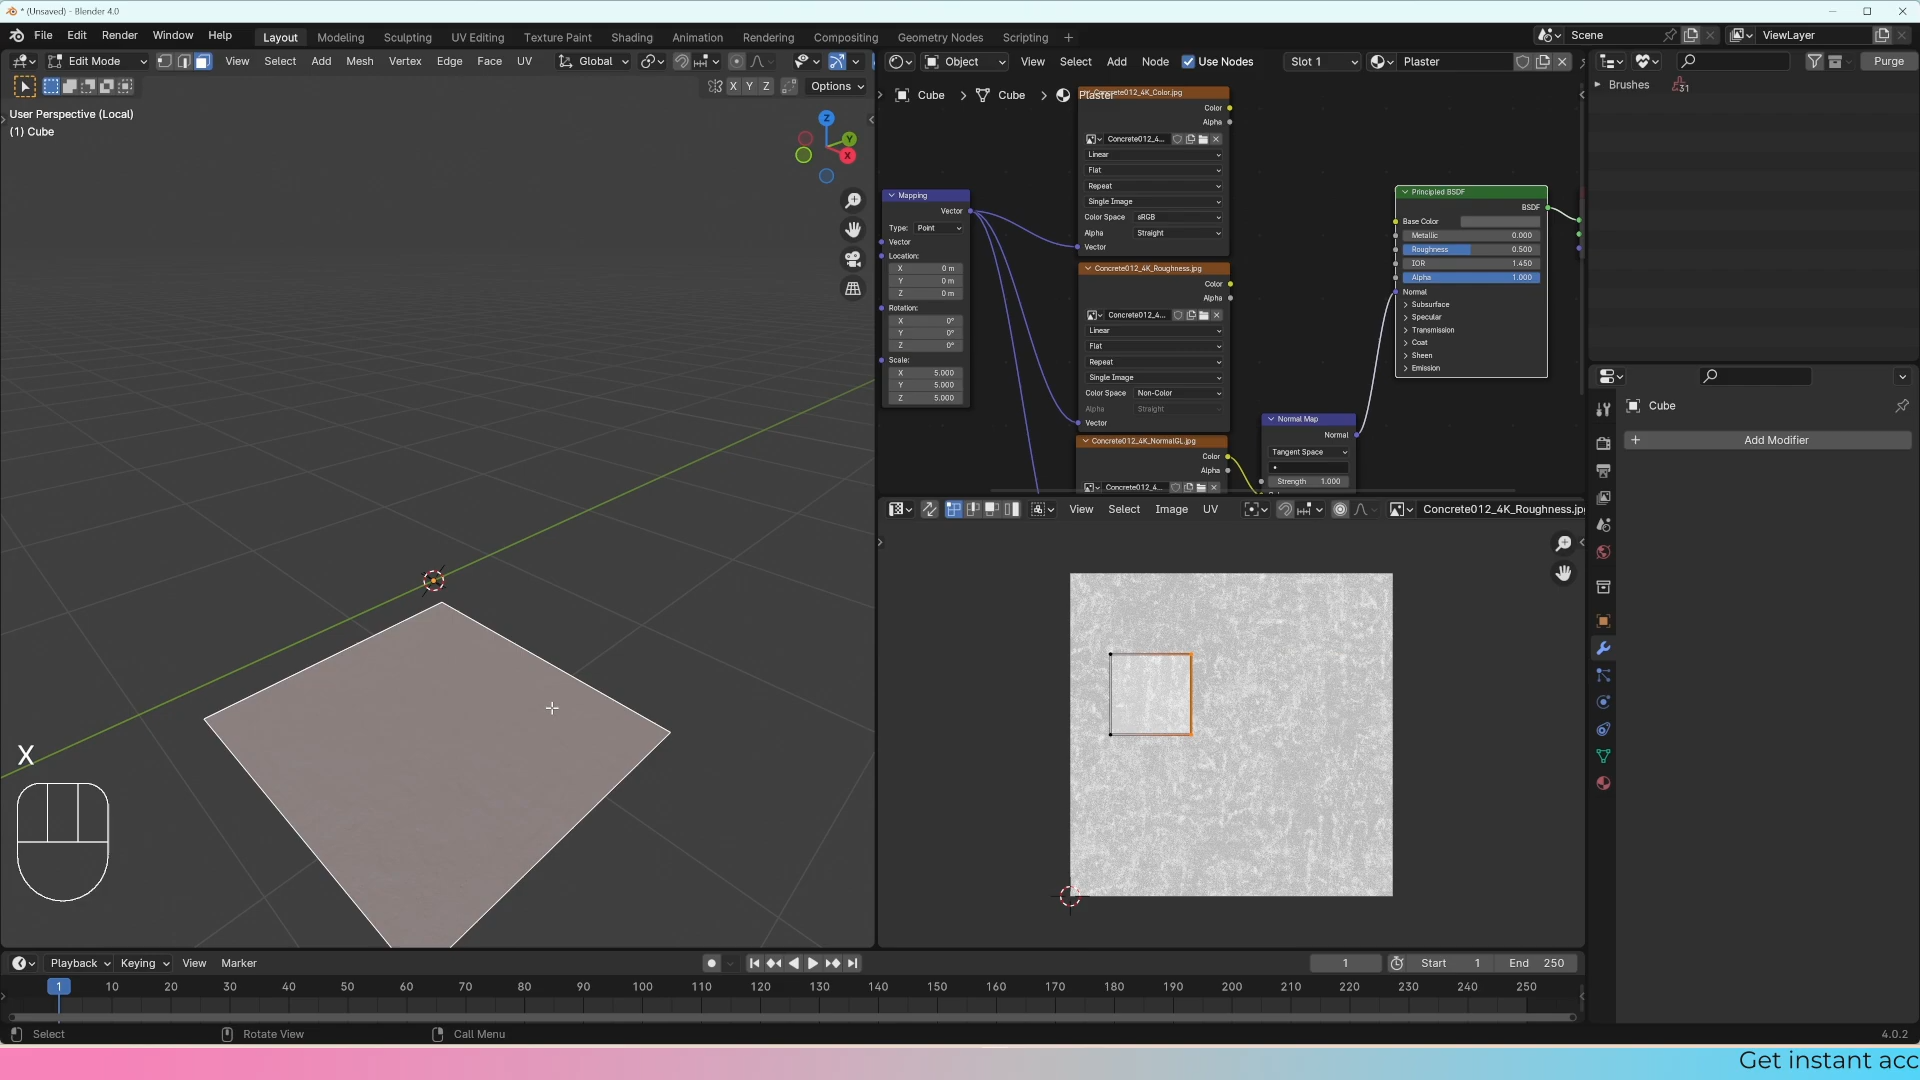 * (Unsaved) - Blender 4.0
File Edit Render Window Help Layout Modeling Sculpting UV Editing Texture Paint Shading Animation Rendering Compositing Geometry Nodes Scripting + Scene ViewLayer
Edit Mode View Select Add Mesh Vertex Edge Face UV Global
X Y Z Options
User Perspective (Local)
(1) Cube
Z
Y
X
X
Object View Select Add Node Use Nodes Slot 1 Plaster
Cube > Cube > Plaster
Concrete012_4K_Color.jpg
Color
Alpha
Concrete012_4...
Linear
Flat
Repeat
Single Image
Color Space sRGB
Alpha Straight
Vector
Mapping
Vector
Type: Point
Vector
Location:
X 0 m
Y 0 m
Z 0 m
Rotation:
X 0°
Y 0°
Z 0°
Scale:
X 5.000
Y 5.000
Z 5.000
Concrete012_4K_Roughness.jpg
Color
Alpha
Concrete012_4...
Linear
Flat
Repeat
Single Image
Color Space Non-Color
Alpha Straight
Vector
Concrete012_4K_NormalGL.jpg
Color
Alpha
Concrete012_4...
Normal Map
Normal
Tangent Space
Strength 1.000
Principled BSDF
BSDF
Base Color
Metallic 0.000
Roughness 0.500
IOR 1.450
Alpha 1.000
Normal
Subsurface
Specular
Transmission
Coat
Sheen
Emission
View Select Image UV Concrete012_4K_Roughness.jp
Purge
Brushes 31
Cube
+ Add Modifier
Playback Keying View Marker 1 Start 1 End 250
1 10 20 30 40 50 60 70 80 90 100 110 120 130 140 150 160 170 180 190 200 210 220 230 240 250
Select Rotate View Call Menu 4.0.2
Get instant acc